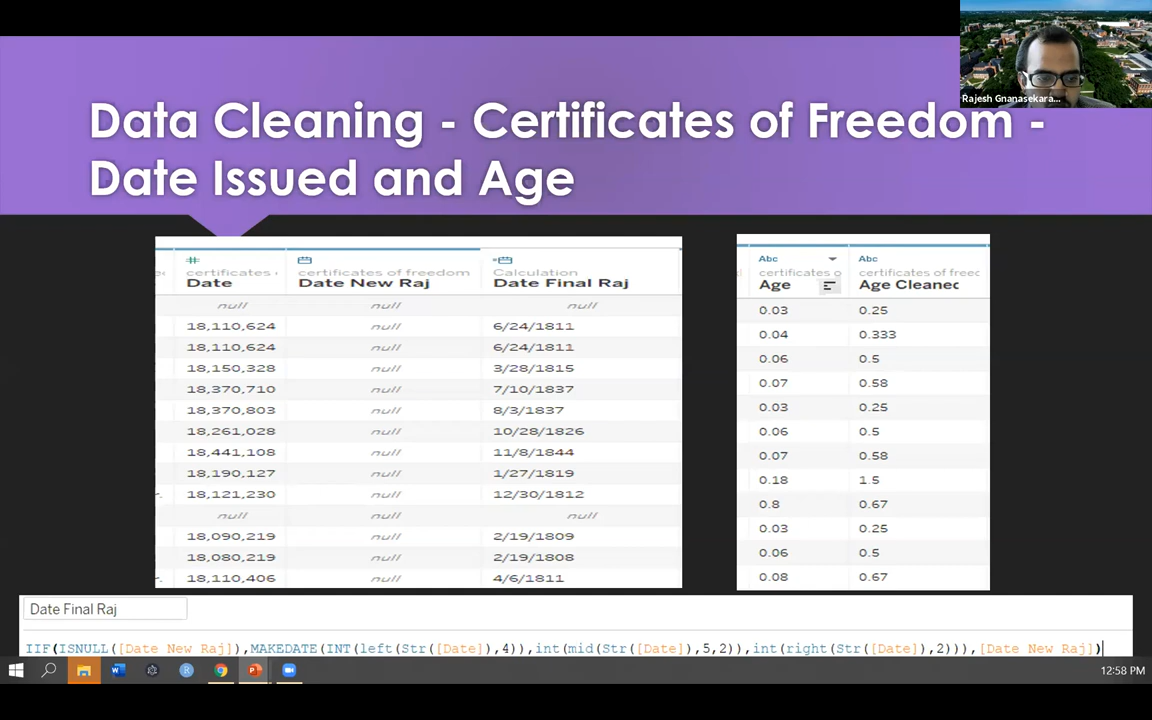 Rajesh Gnanasekara...
Data Cleaning - Certificates of Freedom -
Date Issued and Age
certificates
Date
certificates of freedom
Date New Raj
Calculation
Date Final Raj
null null null
18,110,624 null 6/24/1811
18,110,624 null 6/24/1811
18,150,328 null 3/28/1815
18,370,710 null 7/10/1837
18,370,803 null 8/3/1837
18,261,028 null 10/28/1826
18,441,108 null 11/8/1844
18,190,127 null 1/27/1819
18,121,230 null 12/30/1812
null null null
18,090,219 null 2/19/1809
18,080,219 null 2/19/1808
18,110,406 null 4/6/1811
Abc Abc
certificates o certificates of freec
Age Age Cleaned
0.03 0.25
0.04 0.333
0.06 0.5
0.07 0.58
0.03 0.25
0.06 0.5
0.07 0.58
0.18 1.5
0.8 0.67
0.03 0.25
0.06 0.5
0.08 0.67
Date Final Raj
IIF(ISNULL([Date New Raj]),MAKEDATE(INT(left(Str([Date]),4)),int(mid(Str([Date]),5,2)),int(right(Str([Date]),2))),[Date New Raj])
12:58 PM